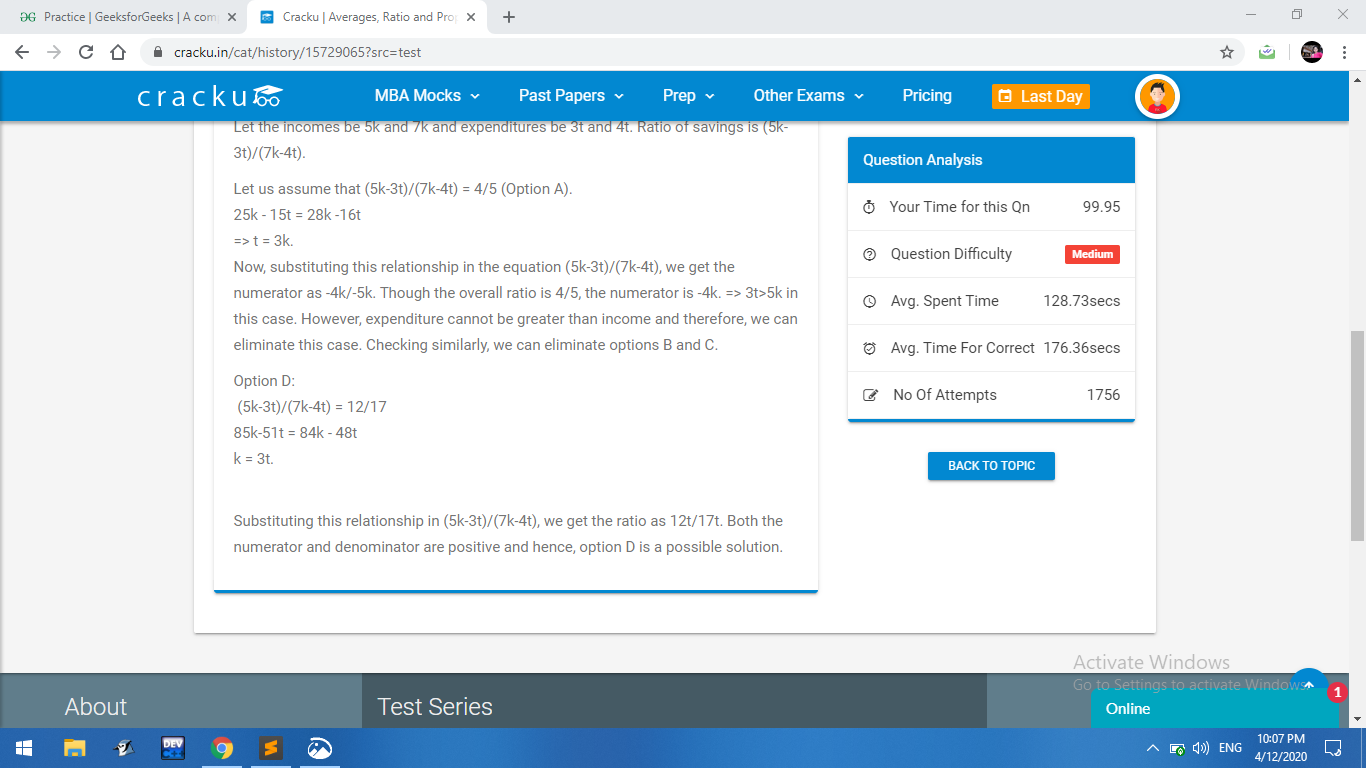 Practice | GeeksforGeeks | A com
Cracku | Averages, Ratio and Prop
cracku.in/cat/history/15729065?src=test
cracku
MBA Mocks
Past Papers
Prep
Other Exams
Pricing
Last Day
Let the incomes be 5k and 7k and expenditures be 3t and 4t. Ratio of savings is (5k-
3t)/(7k-4t).
Let us assume that (5k-3t)/(7k-4t) = 4/5 (Option A).
25k - 15t = 28k -16t
=> t = 3k.
Now, substituting this relationship in the equation (5k-3t)/(7k-4t), we get the
numerator as -4k/-5k. Though the overall ratio is 4/5, the numerator is -4k. => 3t>5k in
this case. However, expenditure cannot be greater than income and therefore, we can
eliminate this case. Checking similarly, we can eliminate options B and C.
Option D:
(5k-3t)/(7k-4t) = 12/17
85k-51t = 84k - 48t
k = 3t.
Substituting this relationship in (5k-3t)/(7k-4t), we get the ratio as 12t/17t. Both the
numerator and denominator are positive and hence, option D is a possible solution.
Question Analysis
Your Time for this Qn 99.95
Question Difficulty Medium
Avg. Spent Time 128.73secs
Avg. Time For Correct 176.36secs
No Of Attempts 1756
BACK TO TOPIC
Activate Windows
Go to Settings to activate Windows.
About
Test Series
Online
1
DEV
ENG
10:07 PM
4/12/2020